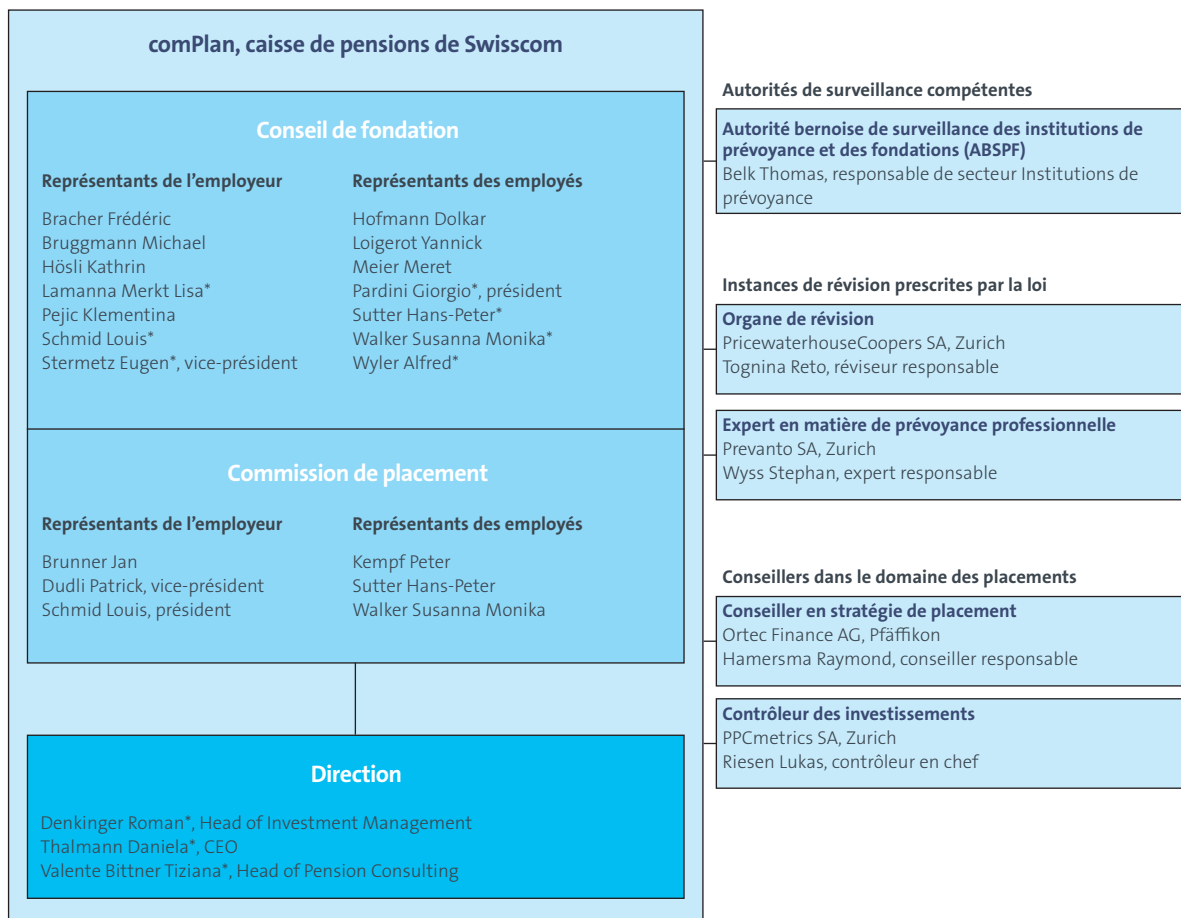 comPlan, caisse de pensions de Swisscom
Conseil de fondation
Représentants de l’employeur
Bracher Frédéric
Bruggmann Michael
Hösli Kathrin
Lamanna Merkt Lisa*
Pejic Klementina
Schmid Louis*
Stermetz Eugen*, vice-président
Représentants des employés
Hofmann Dolkar
Loigerot Yannick
Meier Meret
Pardini Giorgio*, président
Sutter Hans-Peter*
Walker Susanna Monika*
Wyler Alfred*
Commission de placement
Représentants de l’employeur
Brunner Jan
Dudli Patrick, vice-président
Schmid Louis, président
Représentants des employés
Kempf Peter
Sutter Hans-Peter
Walker Susanna Monika
Direction
Denkinger Roman*, Head of Investment Management
Thalmann Daniela*, CEO
Valente Bittner Tiziana*, Head of Pension Consulting
Autorités de surveillance compétentes
Autorité bernoise de surveillance des institutions de
prévoyance et des fondations (ABSPF)
Belk Thomas, responsable de secteur Institutions de
prévoyance
Instances de révision prescrites par la loi
Organe de révision
PricewaterhouseCoopers SA, Zurich
Tognina Reto, réviseur responsable
Expert en matière de prévoyance professionnelle
Prevanto SA, Zurich
Wyss Stephan, expert responsable
Conseillers dans le domaine des placements
Conseiller en stratégie de placement
Ortec Finance AG, Pfäffikon
Hamersma Raymond, conseiller responsable
Contrôleur des investissements
PPCmetrics SA, Zurich
Riesen Lukas, contrôleur en chef